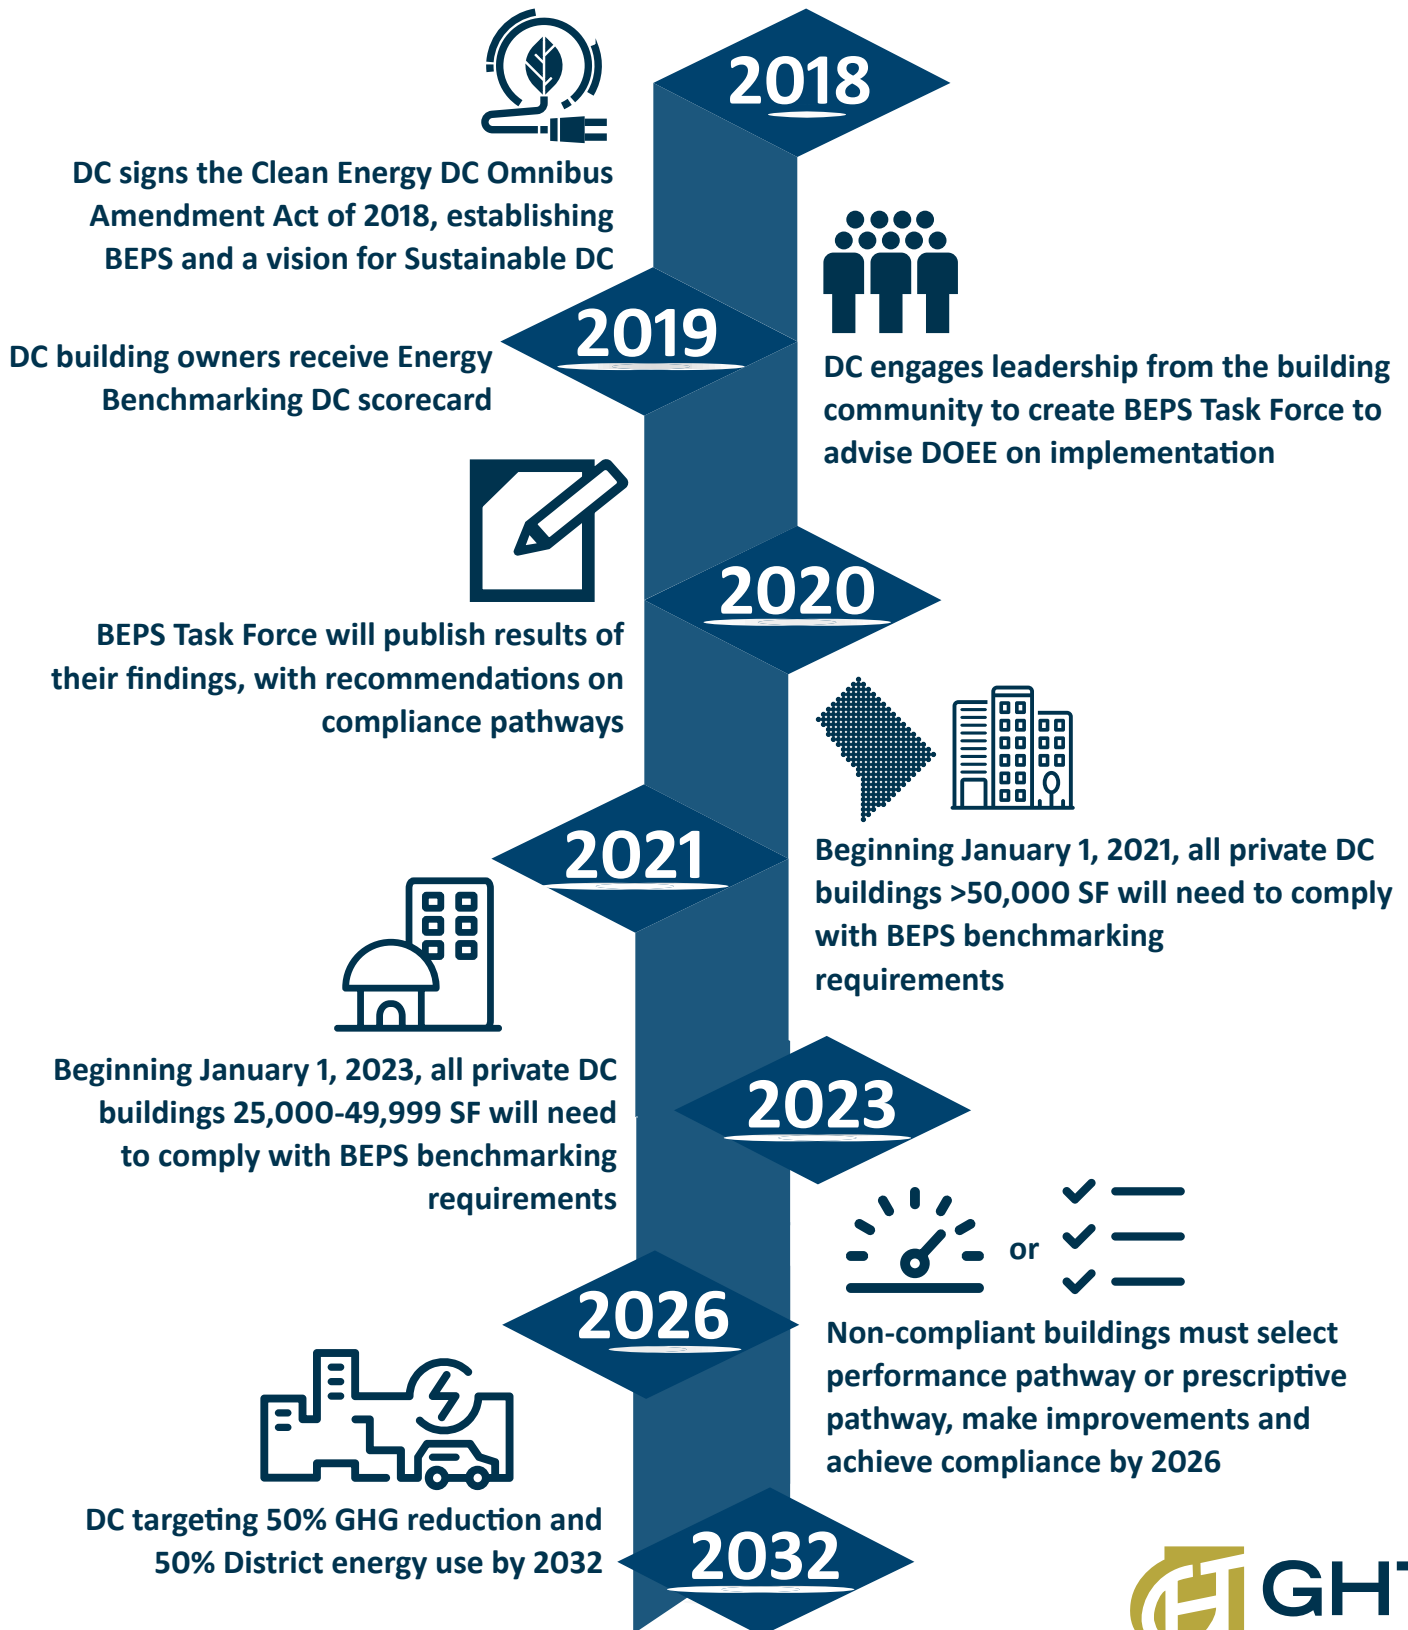 2018
DC signs the Clean Energy DC Omnibus
Amendment Act of 2018, establishing
BEPS and a vision for Sustainable DC
2019
DC building owners receive Energy
Benchmarking DC scorecard
DC engages leadership from the building
community to create BEPS Task Force to
advise DOEE on implementation
2020
BEPS Task Force will publish results of
their findings, with recommendations on
compliance pathways
2021
Beginning January 1, 2021, all private DC
buildings >50,000 SF will need to comply
with BEPS benchmarking
requirements
Beginning January 1, 2023, all private DC
buildings 25,000-49,999 SF will need
to comply with BEPS benchmarking
requirements
2023
or
2026
Non-compliant buildings must select
performance pathway or prescriptive
pathway, make improvements and
achieve compliance by 2026
DC targeting 50% GHG reduction and
50% District energy use by 2032
2032
GHT